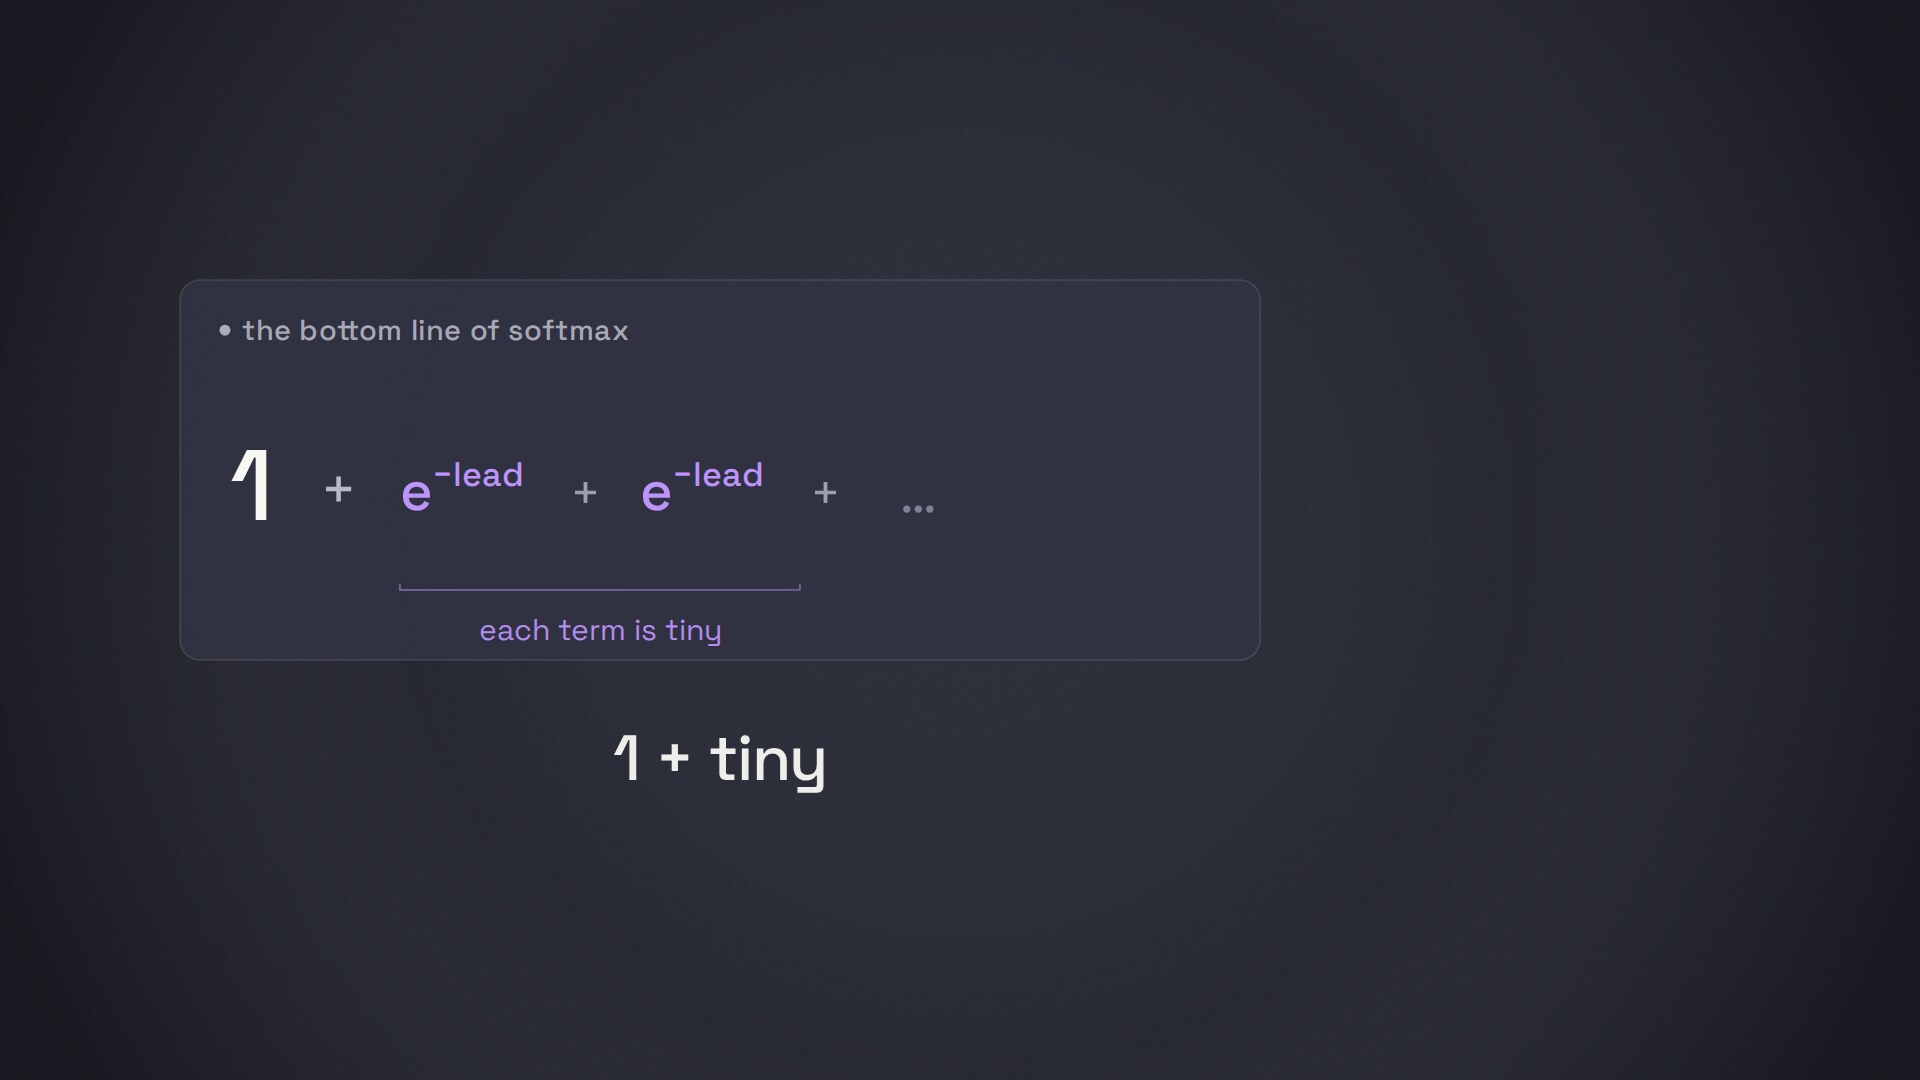 • the bottom line of softmax
1 + e^−lead + e^−lead + ...
each term is tiny
1 + tiny